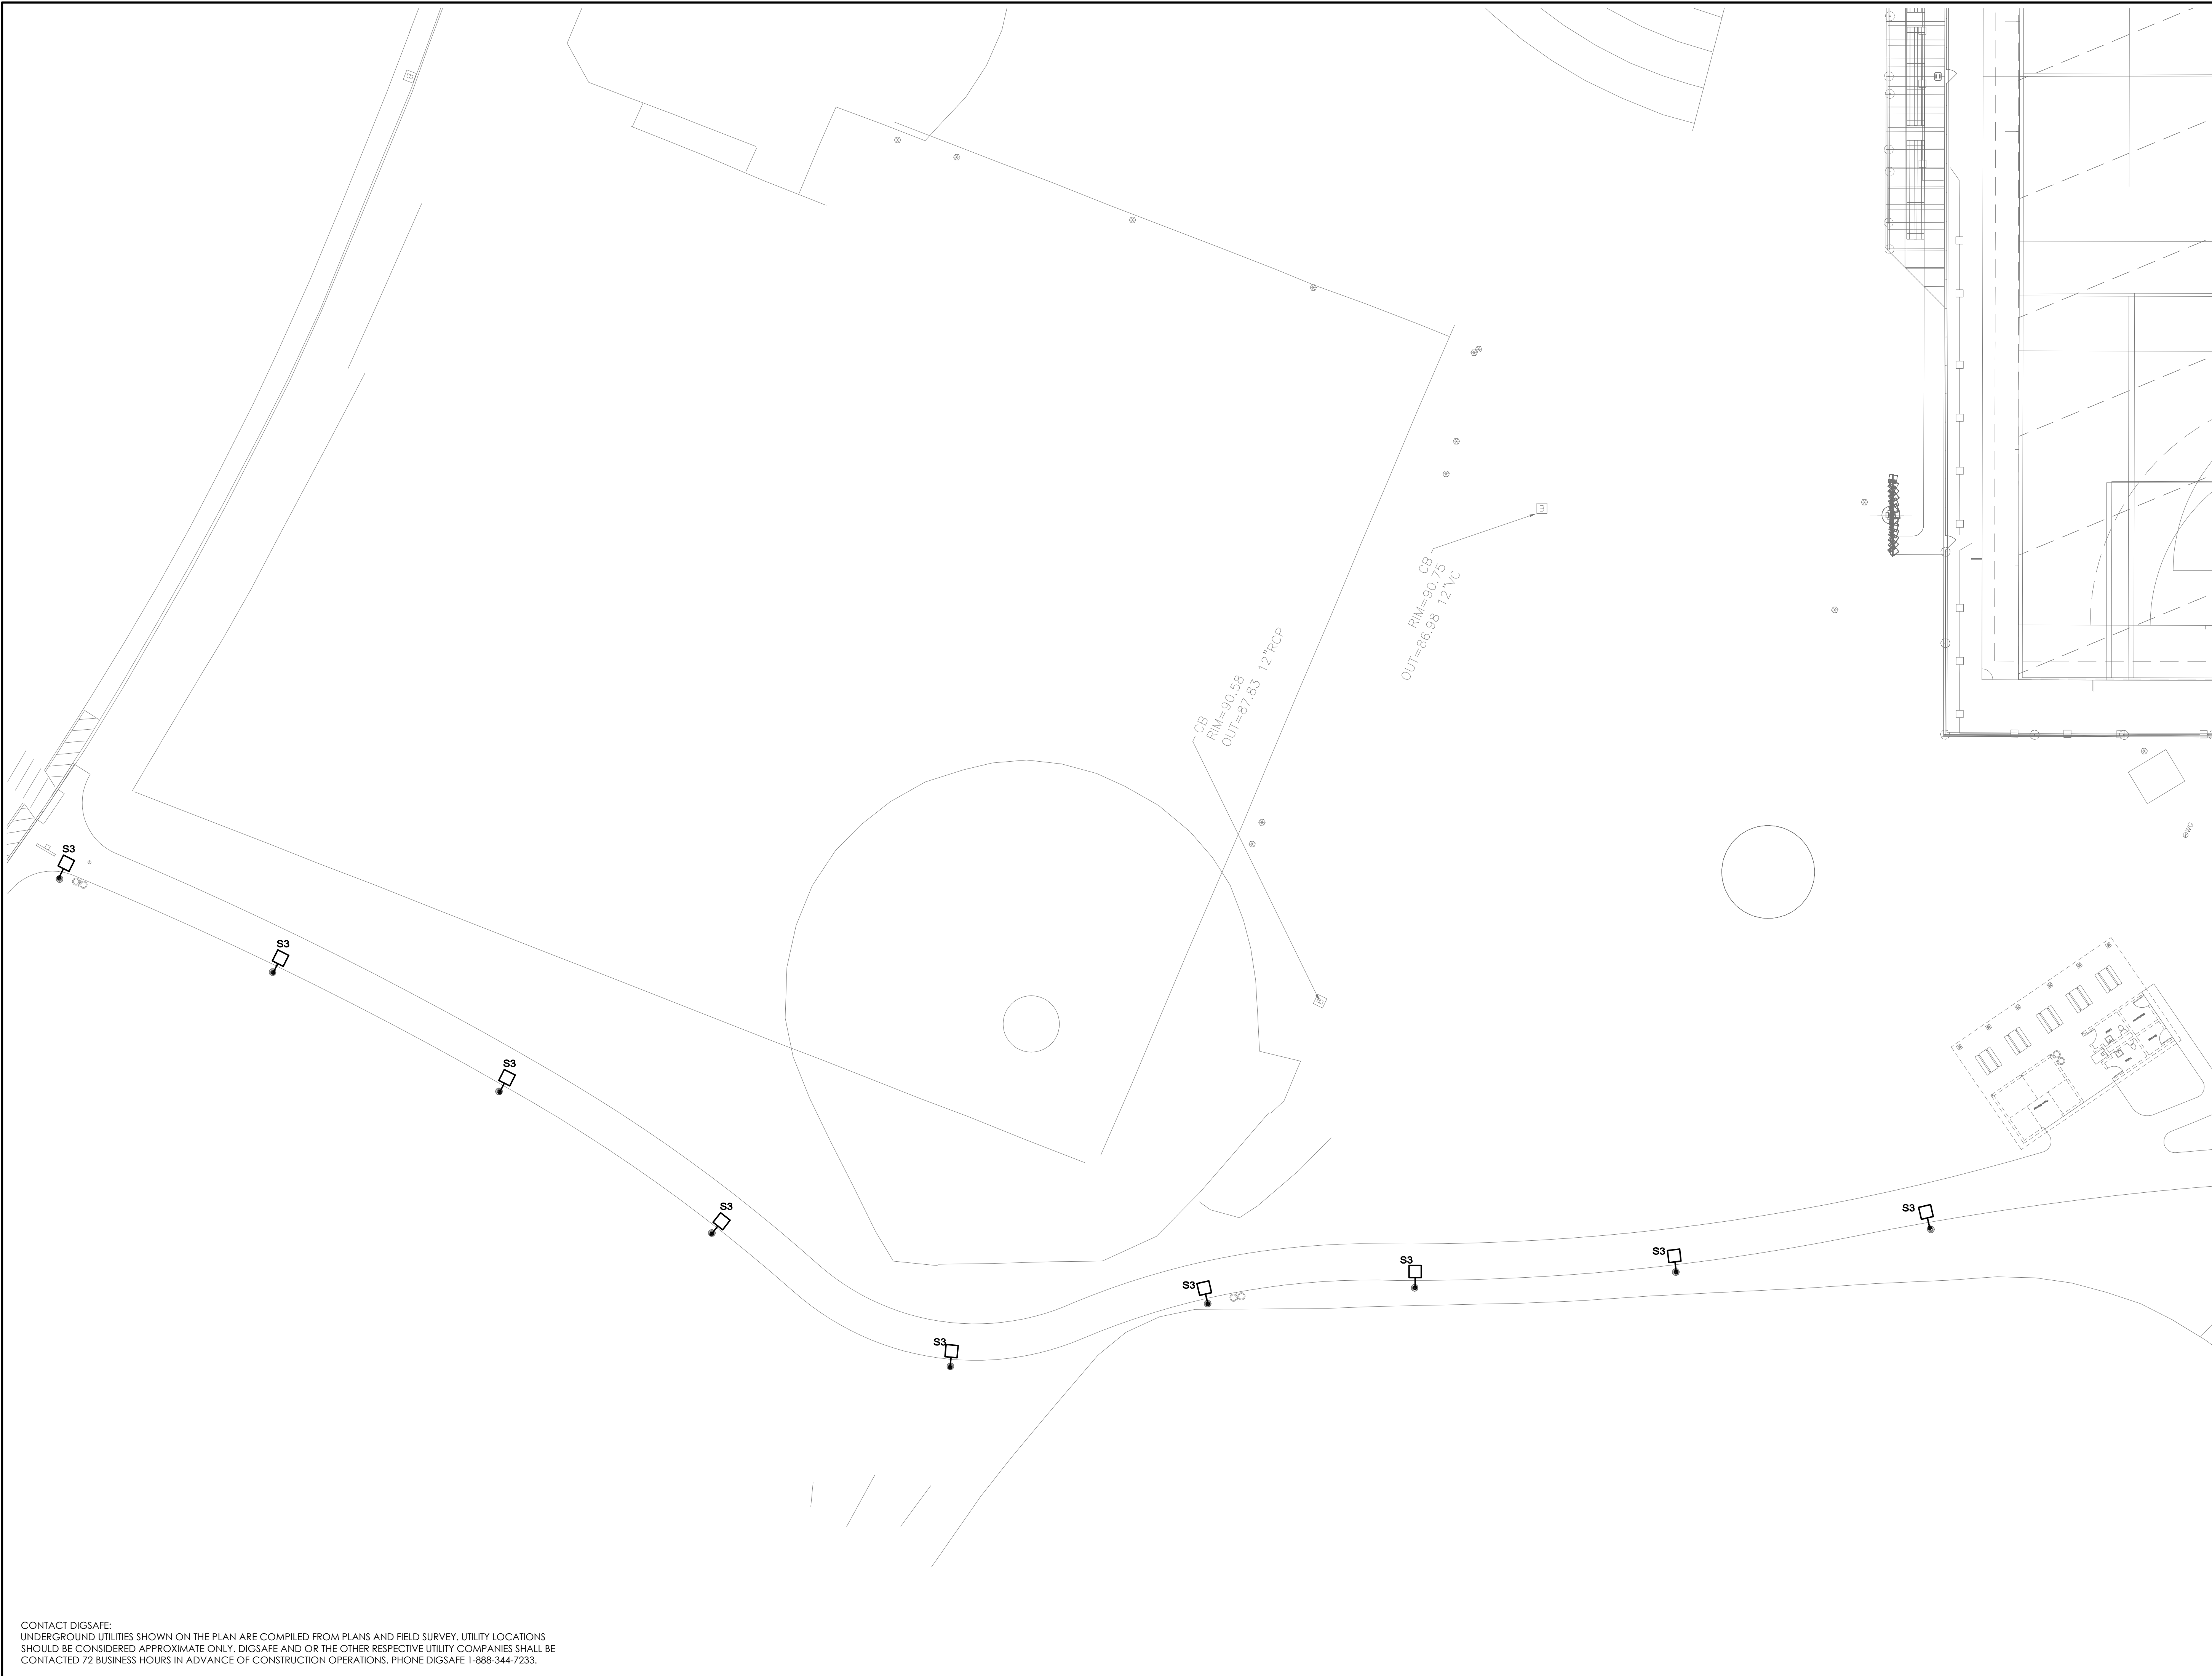 CB
RIM=90.75
OUT=86.98 12"VC
CB
RIM=90.58
OUT=87.83 12"RCP
S3
S3
S3
S3
S3
S3
S3
S3
S3
CONTACT DIGSAFE:
UNDERGROUND UTILITIES SHOWN ON THE PLAN ARE COMPILED FROM PLANS AND FIELD SURVEY. UTILITY LOCATIONS
SHOULD BE CONSIDERED APPROXIMATE ONLY. DIGSAFE AND OR THE OTHER RESPECTIVE UTILITY COMPANIES SHALL BE
CONTACTED 72 BUSINESS HOURS IN ADVANCE OF CONSTRUCTION OPERATIONS. PHONE DIGSAFE 1-888-344-7233.